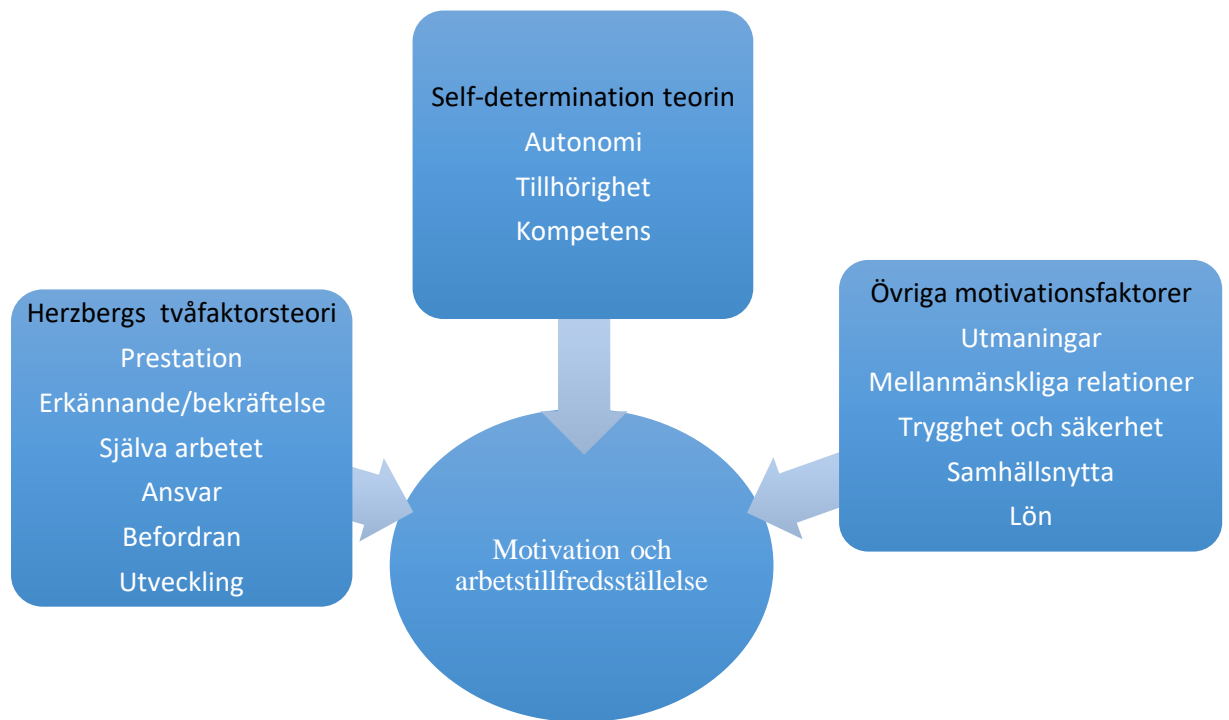 Self-determination teorin
Autonomi
Tillhörighet
Kompetens
Herzbergs tvåfaktorsteori
Prestation
Erkännande/bekräftelse
Själva arbetet
Ansvar
Befordran
Utveckling
Övriga motivationsfaktorer
Utmaningar
Mellanmänskliga relationer
Trygghet och säkerhet
Samhällsnytta
Lön
Motivation och
arbetstillfredsställelse